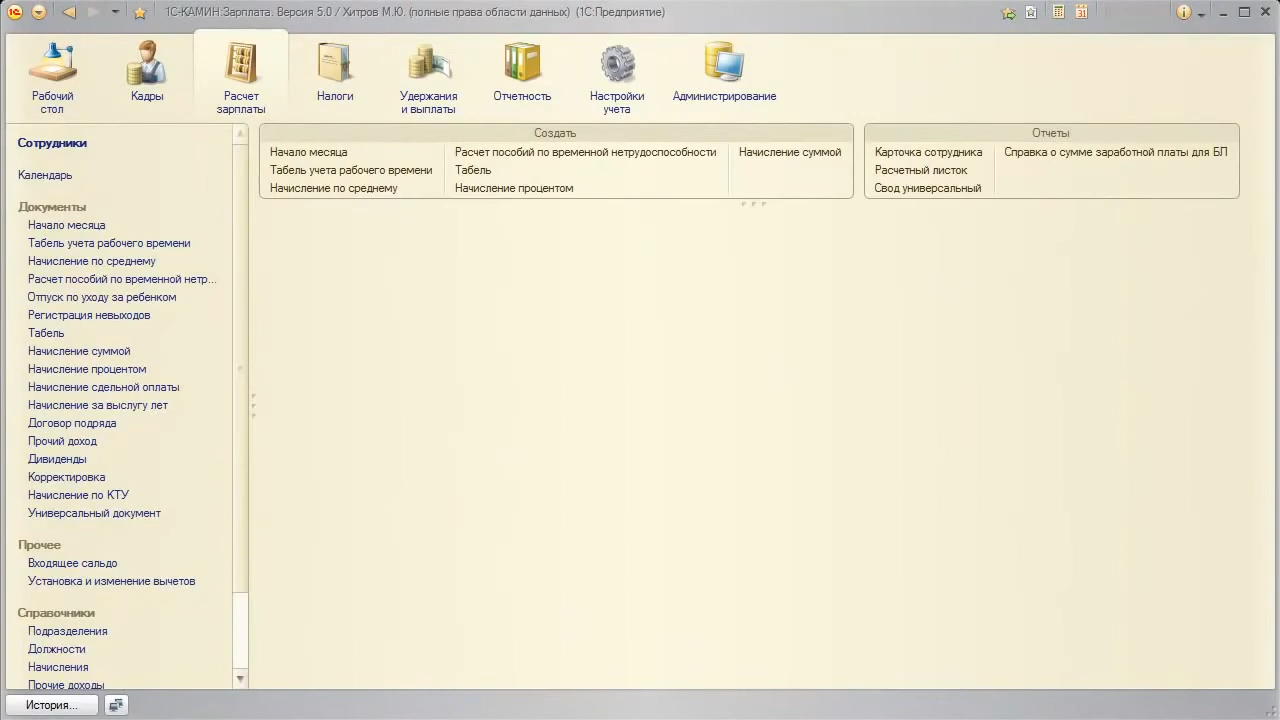 1С-КАМИН:Зарплата. Версия 5.0 / Хитров М.Ю. (полные права области данных) (1С:Предприятие)
31
Рабочий
стол
Кадры
Расчет
зарплаты
Налоги
Удержания
и выплаты
Отчетность
Настройки
учета
Администрирование
Сотрудники
Календарь
Документы
Начало месяца
Табель учета рабочего времени
Начисление по среднему
Расчет пособий по временной нетр...
Отпуск по уходу за ребенком
Регистрация невыходов
Табель
Начисление суммой
Начисление процентом
Начисление сдельной оплаты
Начисление за выслугу лет
Договор подряда
Прочий доход
Дивиденды
Корректировка
Начисление по КТУ
Универсальный документ
Прочее
Входящее сальдо
Установка и изменение вычетов
Справочники
Подразделения
Должности
Начисления
Прочие доходы
Создать
Начало месяца
Табель учета рабочего времени
Начисление по среднему
Расчет пособий по временной нетрудоспособности
Табель
Начисление процентом
Начисление суммой
Отчеты
Карточка сотрудника
Расчетный листок
Свод универсальный
Справка о сумме заработной платы для БЛ
История...